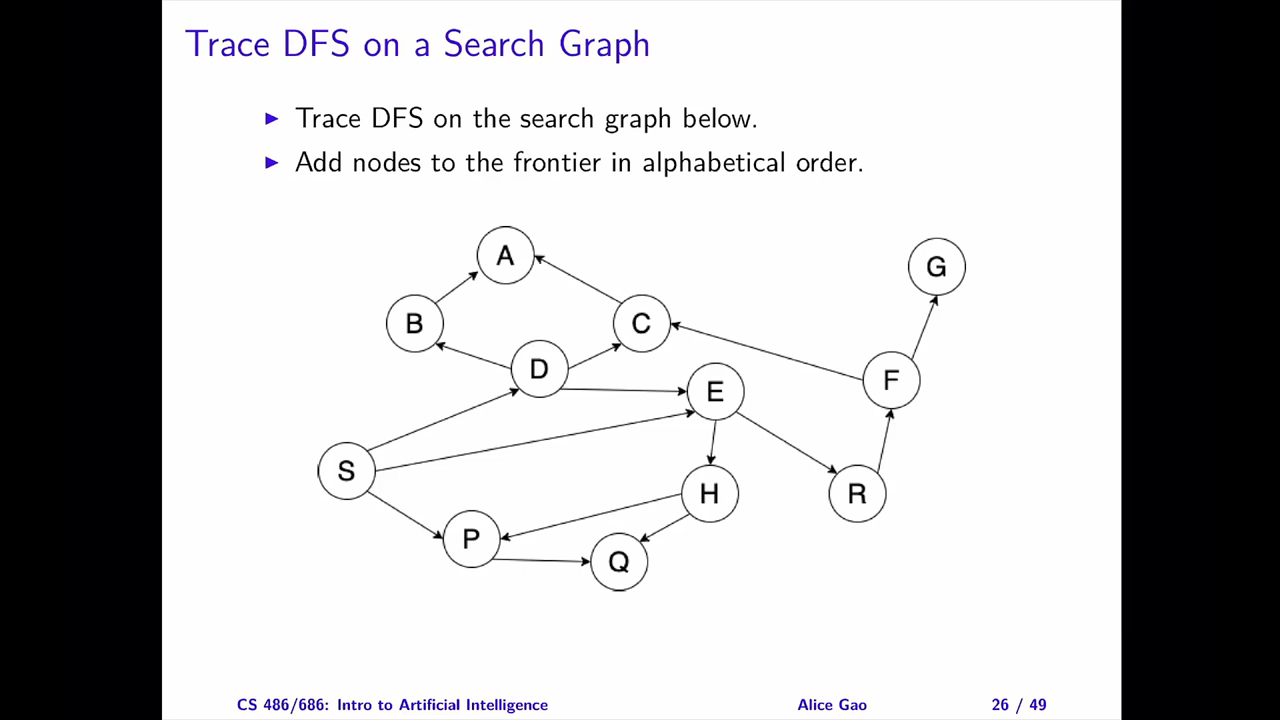 Trace DFS on a Search Graph
Trace DFS on the search graph below.
Add nodes to the frontier in alphabetical order.
A
G
B
C
D
F
E
S
H
R
P
Q
CS 486/686: Intro to Artificial Intelligence
Alice Gao
26 / 49